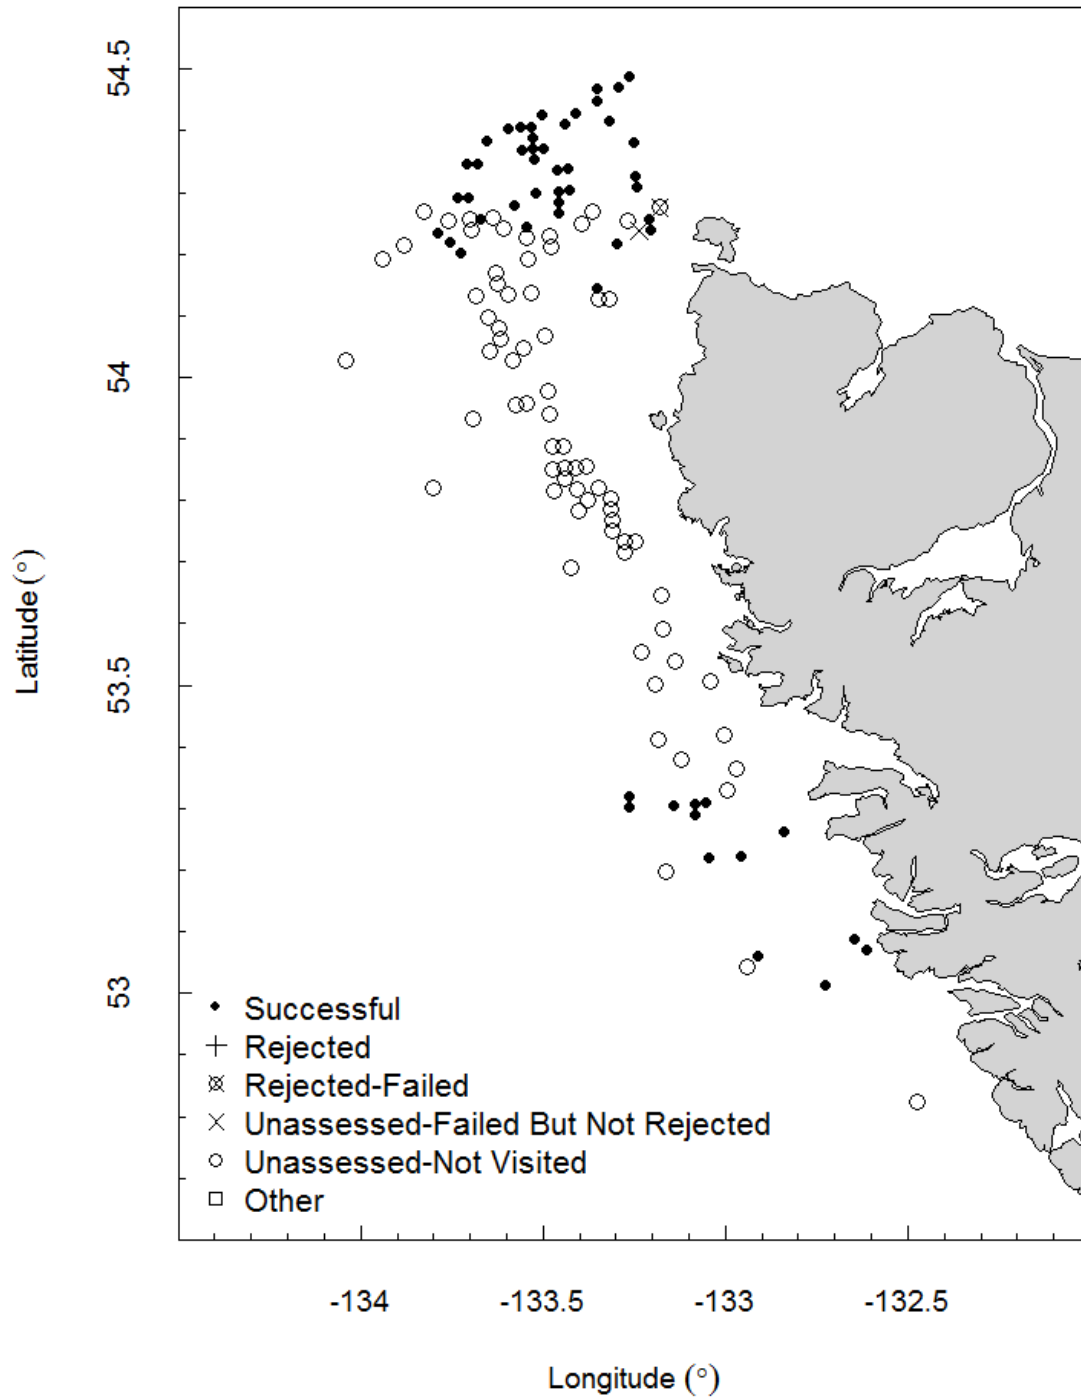 54.5
54
53.5
53
Latitude (°)
Successful
Rejected
Rejected-Failed
Unassessed-Failed But Not Rejected
Unassessed-Not Visited
Other
-134
-133.5
-133
-132.5
Longitude (°)